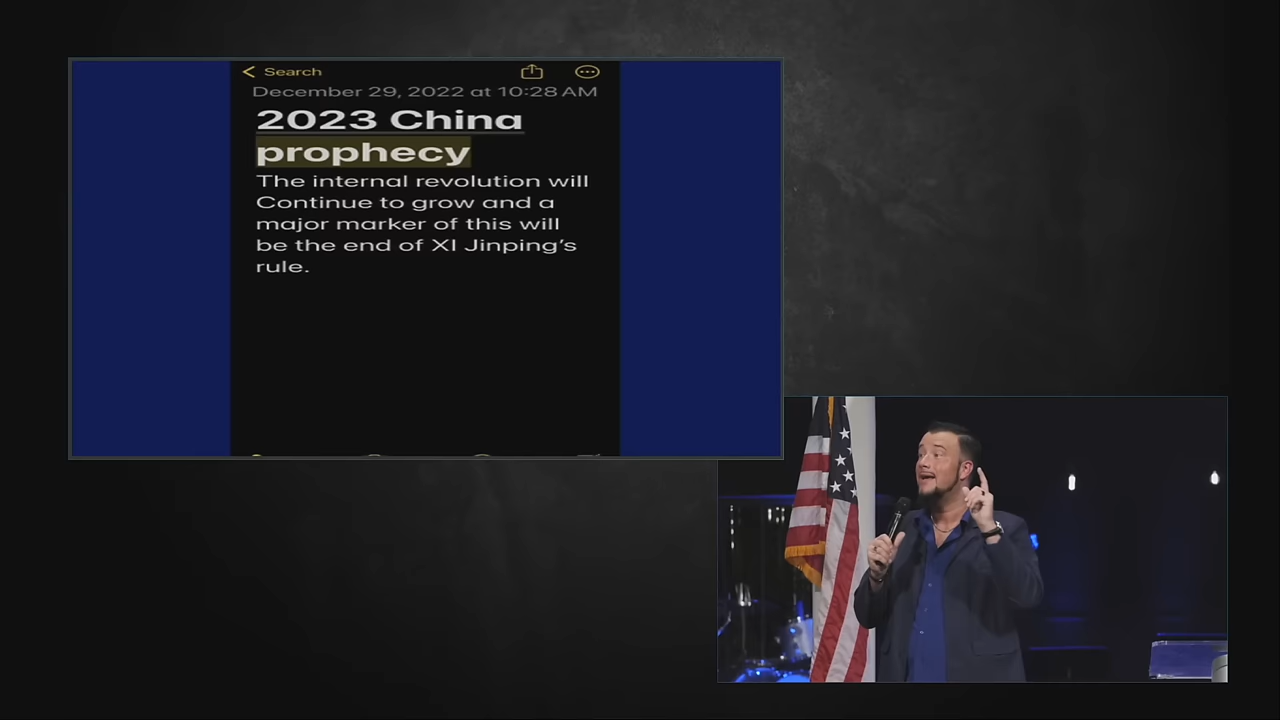 Search
December 29, 2022 at 10:28 AM
2023 China
prophecy
The internal revolution will
Continue to grow and a
major marker of this will
be the end of XI Jinping's
rule.